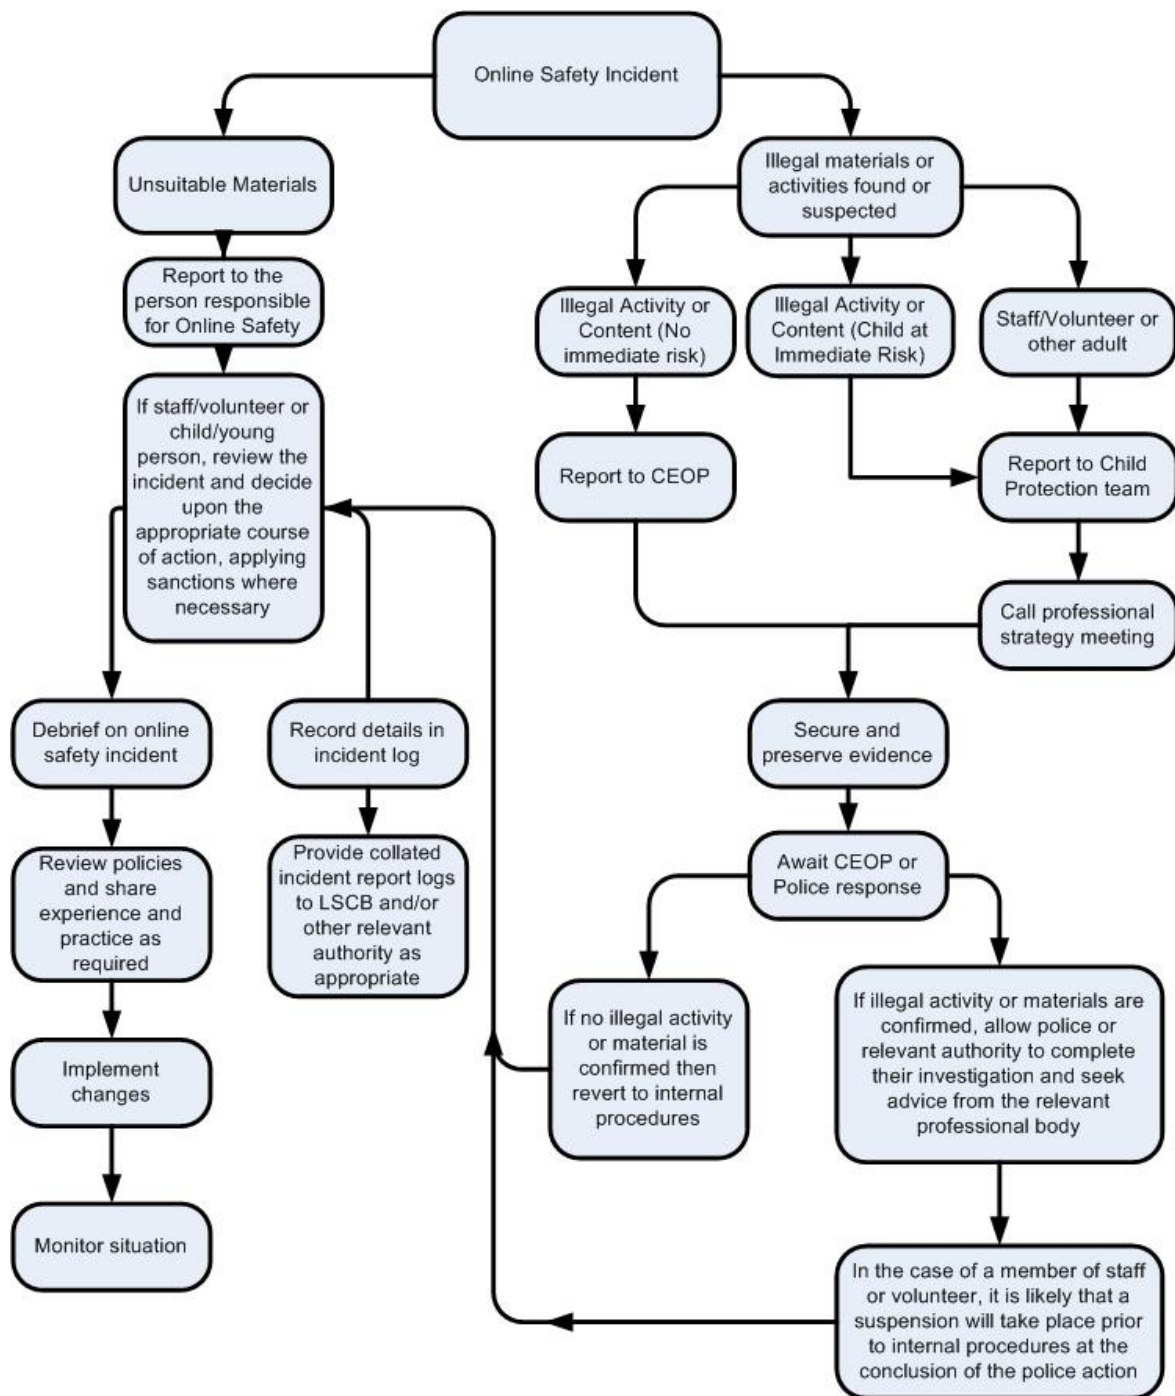 Online Safety Incident
Unsuitable Materials
Illegal materials or
activities found or
suspected
Report to the
person responsible
for Online Safety
Illegal Activity or
Content (No
immediate risk)
Illegal Activity or
Content (Child at
Immediate Risk)
Staff/Volunteer or
other adult
If staff/volunteer or
child/young
person, review the
incident and decide
upon the
appropriate course
of action, applying
sanctions where
necessary
Report to CEOP
Report to Child
Protection team
Call professional
strategy meeting
Debrief on online
safety incident
Record details in
incident log
Secure and
preserve evidence
Review policies
and share
experience and
practice as
required
Provide collated
incident report logs
to LSCB and/or
other relevant
authority as
appropriate
Await CEOP or
Police response
If no illegal activity
or material is
confirmed then
revert to internal
procedures
If illegal activity or materials are
confirmed, allow police or
relevant authority to complete
their investigation and seek
advice from the relevant
professional body
Implement
changes
Monitor situation
In the case of a member of staff
or volunteer, it is likely that a
suspension will take place prior
to internal procedures at the
conclusion of the police action